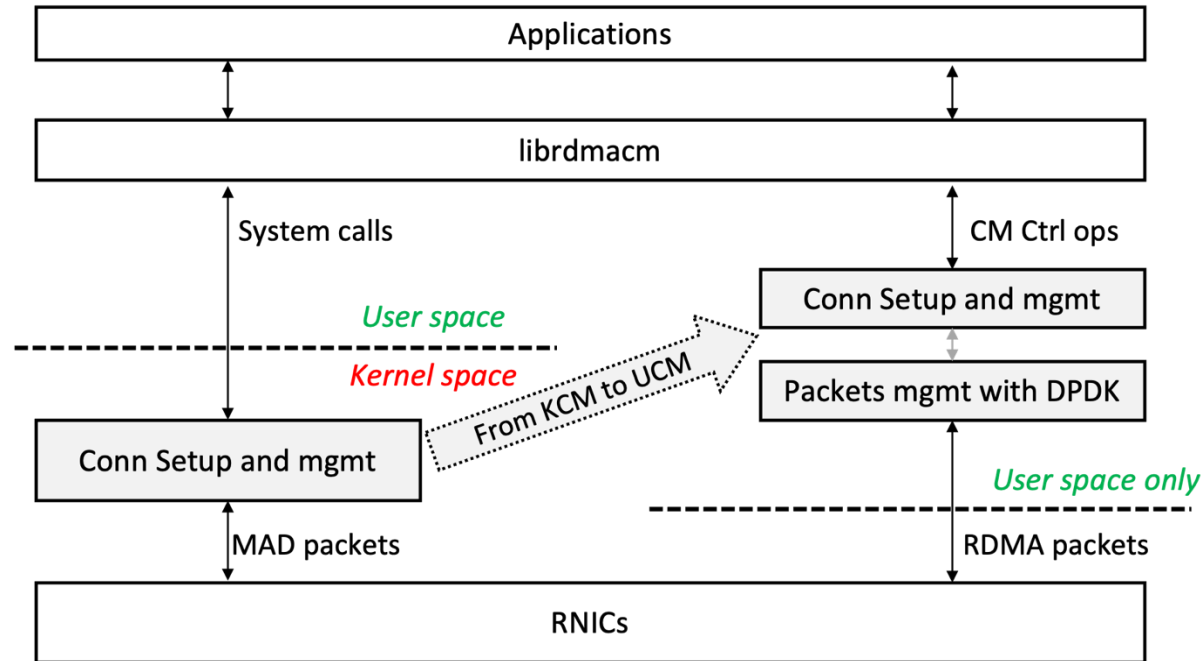 Applications
librdmacm
System calls
CM Ctrl ops
Conn Setup and mgmt
User space
Kernel space
From KCM to UCM
Packets mgmt with DPDK
Conn Setup and mgmt
User space only
MAD packets
RDMA packets
RNICs